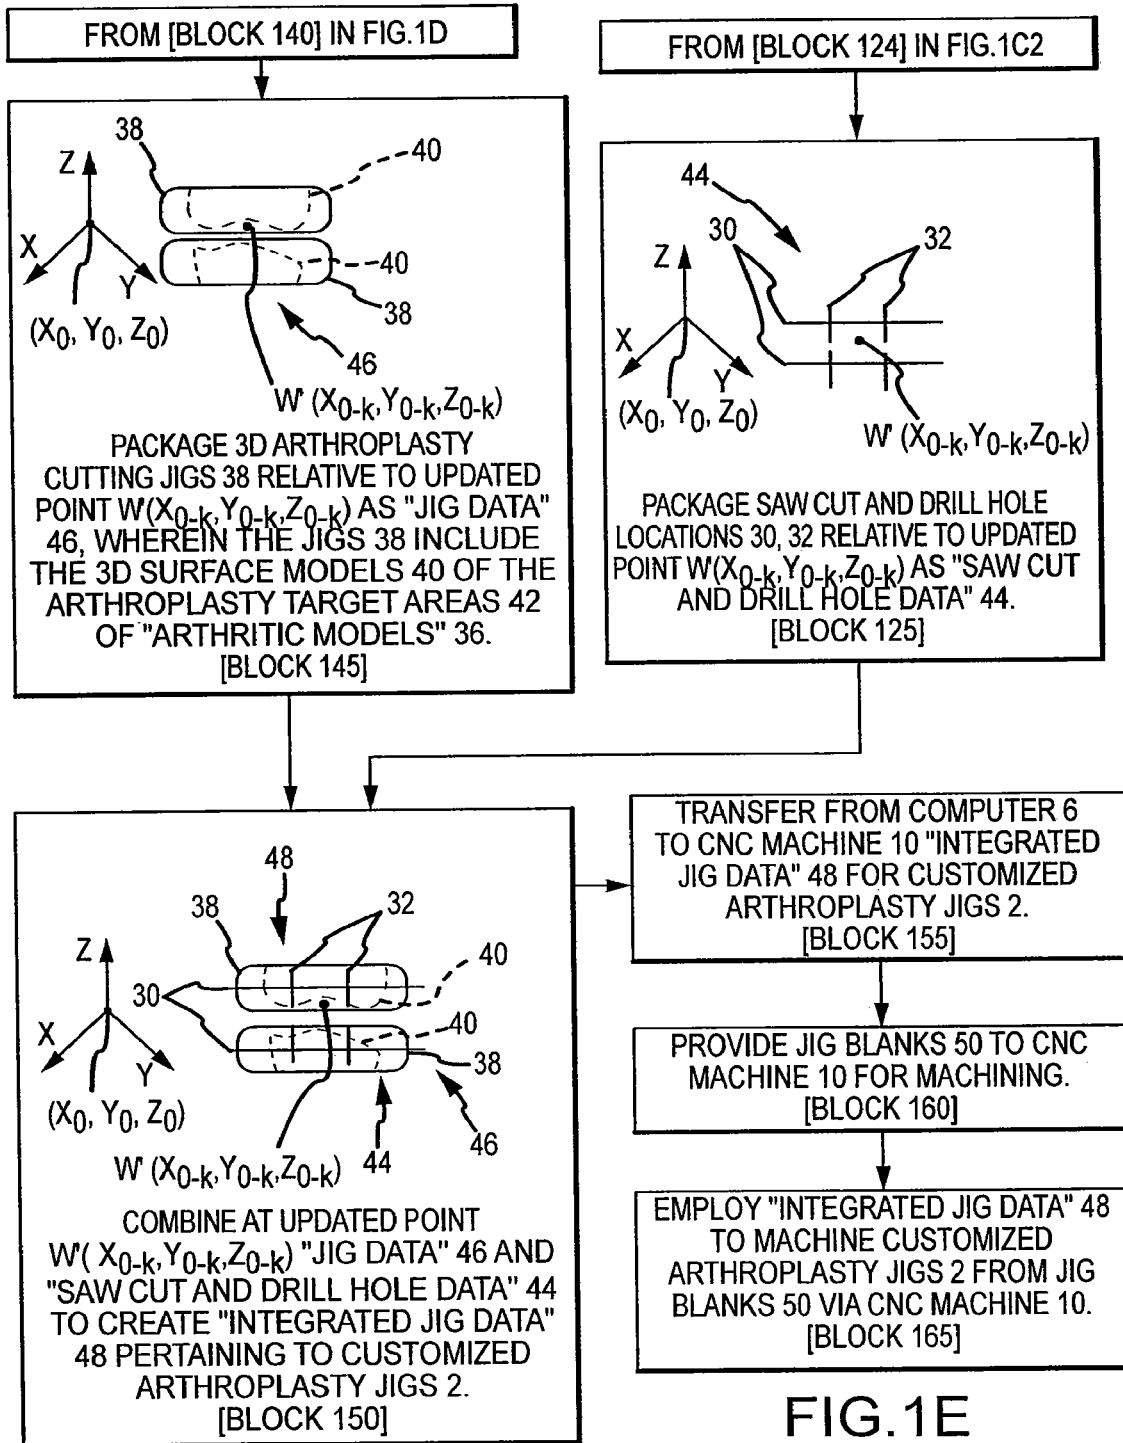 FROM [BLOCK 140] IN FIG.1D
38
40
Z
X
Y
40
38
(X0, Y0, Z0)
46
W' (X0-k,Y0-k,Z0-k)
PACKAGE 3D ARTHROPLASTY
CUTTING JIGS 38 RELATIVE TO UPDATED
POINT W'(X0-k,Y0-k,Z0-k) AS "JIG DATA"
46, WHEREIN THE JIGS 38 INCLUDE
THE 3D SURFACE MODELS 40 OF THE
ARTHROPLASTY TARGET AREAS 42
OF "ARTHRITIC MODELS" 36.
[BLOCK 145]
FROM [BLOCK 124] IN FIG.1C2
44
30
32
Z
X
Y
(X0, Y0, Z0)
W' (X0-k,Y0-k,Z0-k)
PACKAGE SAW CUT AND DRILL HOLE
LOCATIONS 30, 32 RELATIVE TO UPDATED
POINT W'(X0-k,Y0-k,Z0-k) AS "SAW CUT
AND DRILL HOLE DATA" 44.
[BLOCK 125]
48
38
32
Z
40
30
40
X
Y
38
(X0, Y0, Z0)
W' (X0-k,Y0-k,Z0-k)
44
46
COMBINE AT UPDATED POINT
W'( X0-k,Y0-k,Z0-k) "JIG DATA" 46 AND
"SAW CUT AND DRILL HOLE DATA" 44
TO CREATE "INTEGRATED JIG DATA"
48 PERTAINING TO CUSTOMIZED
ARTHROPLASTY JIGS 2.
[BLOCK 150]
TRANSFER FROM COMPUTER 6
TO CNC MACHINE 10 "INTEGRATED
JIG DATA" 48 FOR CUSTOMIZED
ARTHROPLASTY JIGS 2.
[BLOCK 155]
PROVIDE JIG BLANKS 50 TO CNC
MACHINE 10 FOR MACHINING.
[BLOCK 160]
EMPLOY "INTEGRATED JIG DATA" 48
TO MACHINE CUSTOMIZED
ARTHROPLASTY JIGS 2 FROM JIG
BLANKS 50 VIA CNC MACHINE 10.
[BLOCK 165]
FIG.1E